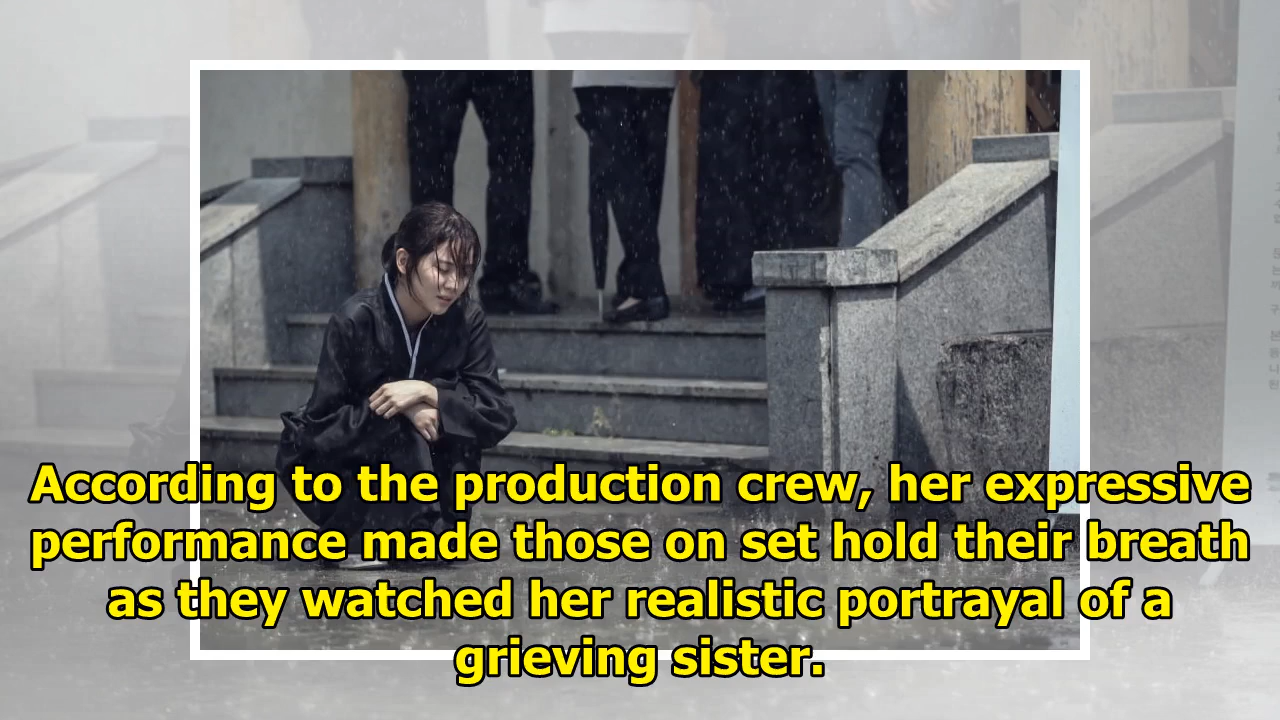 According to the production crew, her expressive
performance made those on set hold their breath
as they watched her realistic portrayal of a
grieving sister.